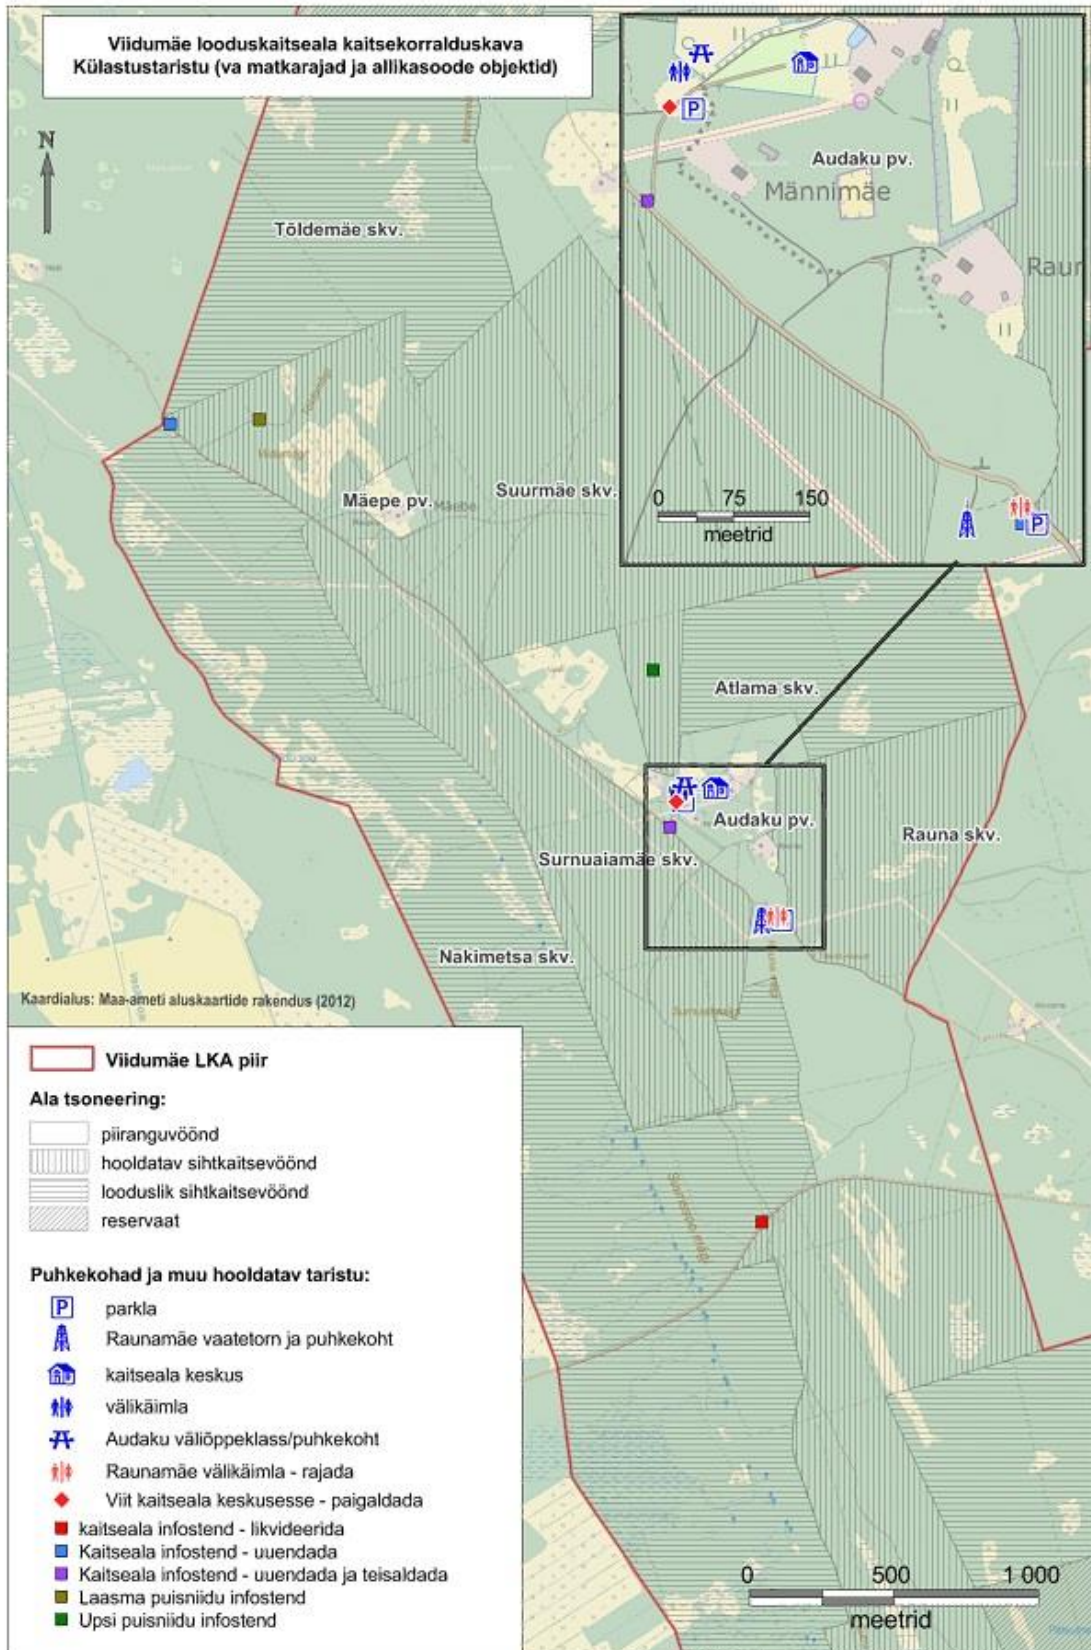 Viidumäe looduskaitseala kaitsekorralduskava
Külastustaristu (va matkarajad ja allikasoode objektid)
N
Audaku pv.
Männimäe
Raur
0 75 150
meetrid
Tõldemäe skv.
Mäepe pv.
Mäebe
Suurmäe skv.
Atlama skv.
Audaku pv.
Rauna skv.
Surnuaiamäe skv.
Nakimetsa skv.
Kaardialus: Maa-ameti aluskaartide rakendus (2012)
Viidumäe LKA piir
Ala tsoneering:
piiranguvöönd
hooldatav sihtkaitsevöönd
looduslik sihtkaitsevöönd
reservaat
Puhkekohad ja muu hooldatav taristu:
P parkla
Raunamäe vaatetorn ja puhkekoht
kaitseala keskus
välikäimla
Audaku väliõppeklass/puhkekoht
Raunamäe välikäimla - rajada
Viit kaitseala keskusesse - paigaldada
kaitseala infostend - likvideerida
Kaitseala infostend - uuendada
Kaitseala infostend - uuendada ja teisaldada
Laasma puisniidu infostend
Upsi puisniidu infostend
0 500 1 000
meetrid